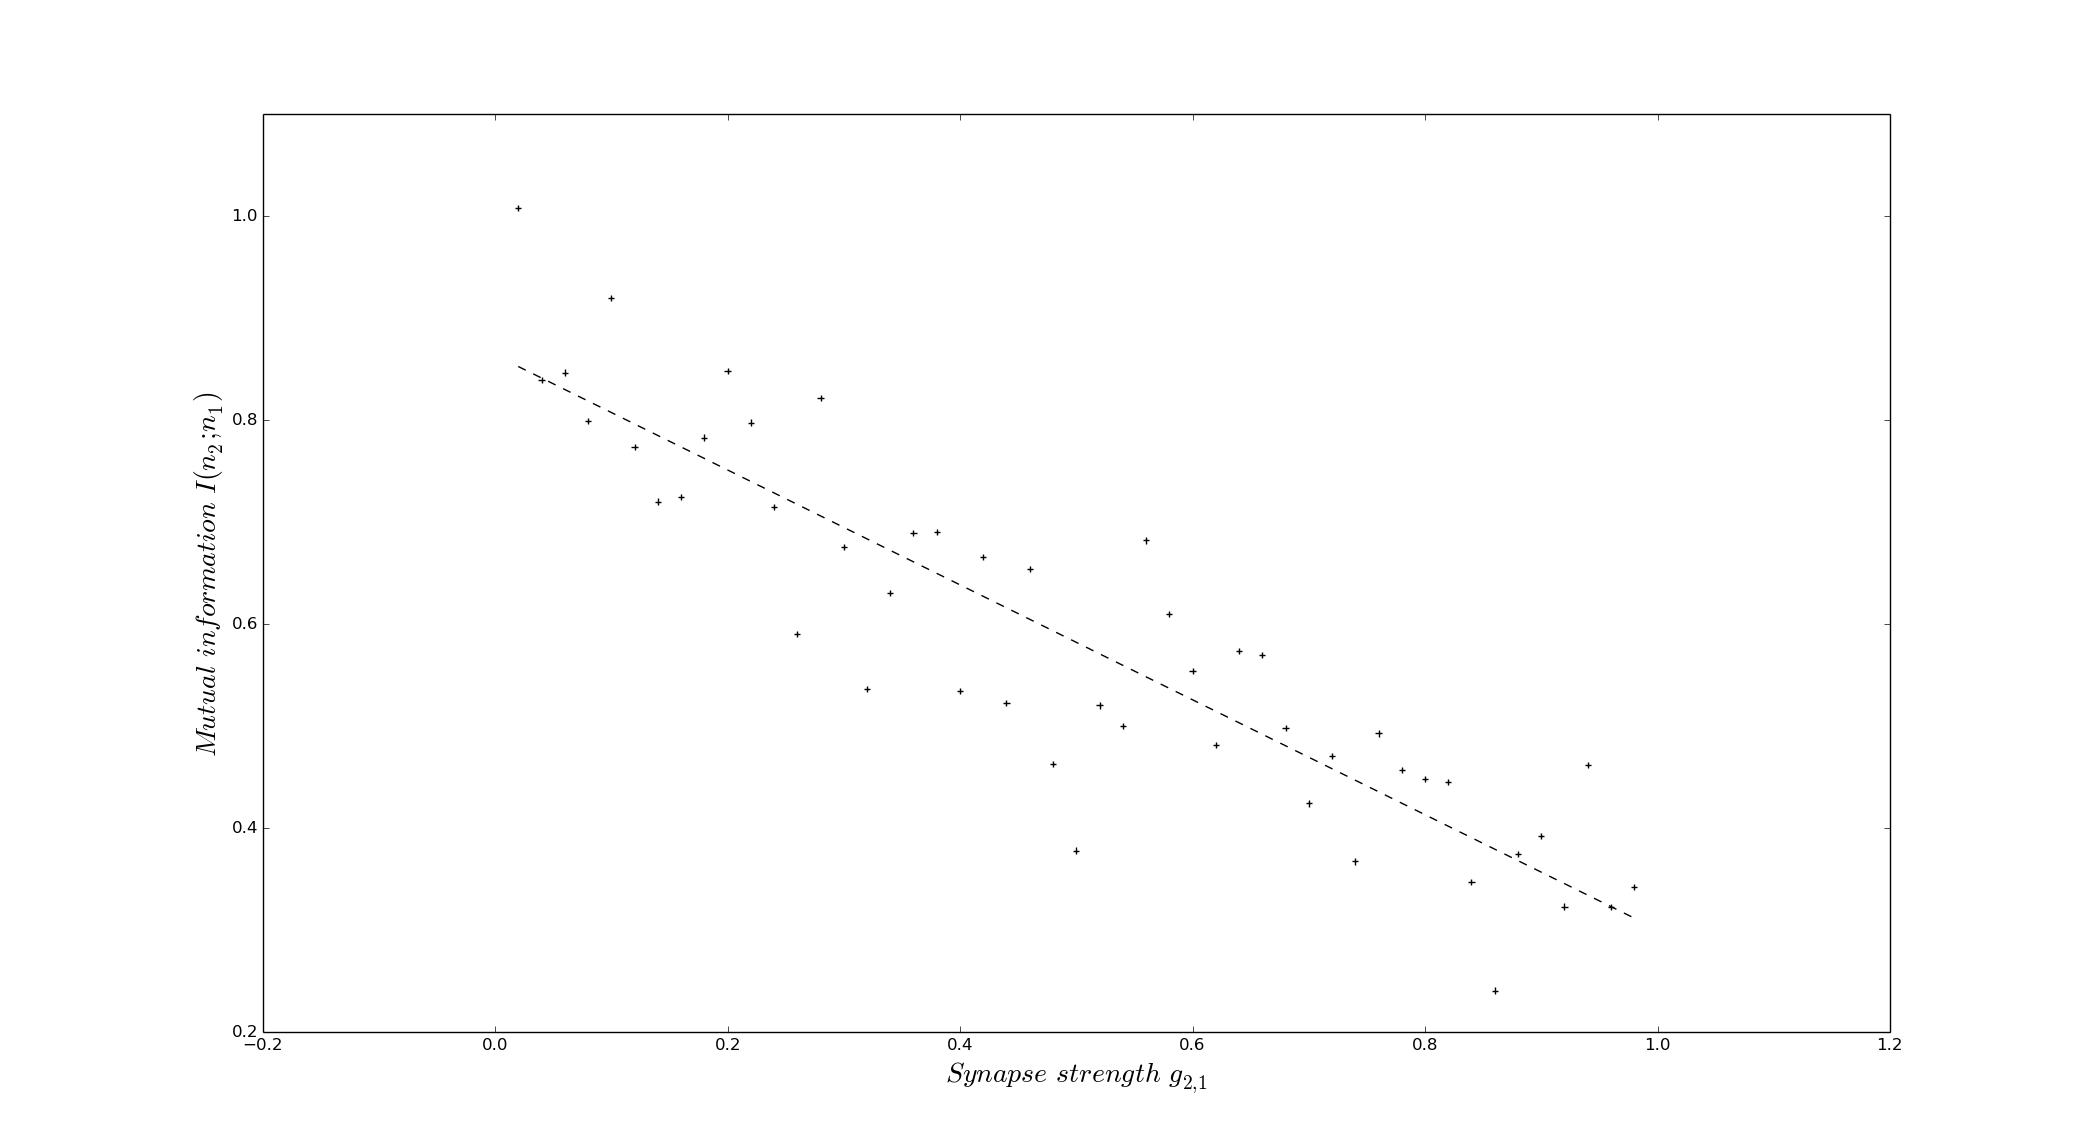 1.0
0.8
0.6
0.4
0.2
Mutual information I(n2;n1)
−0.2 0.0 0.2 0.4 0.6 0.8 1.0 1.2
Synapse strength g2,1